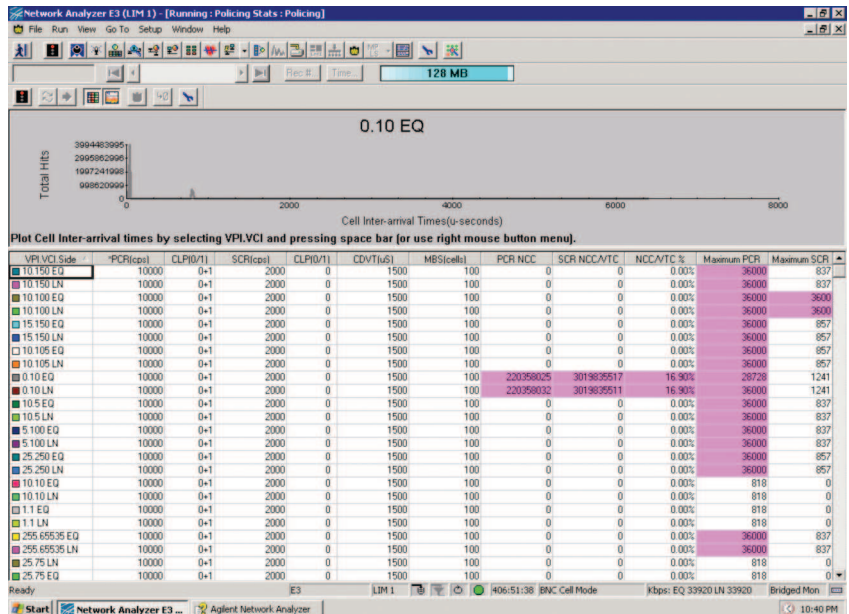 Network Analyzer E3 (LIM 1) - [Running : Policing Stats : Policing]
File Run View Go To Setup Window Help
Rec #... Time... 128 MB
0.10 EQ
Total Hits
3994483995
2995862996
1997241998
998620999
0
0 2000 4000 6000 8000
Cell Inter-arrival Times(u-seconds)
Plot Cell Inter-arrival times by selecting VPI.VCI and pressing space bar (or use right mouse button menu).
VPI.VCI.Side *PCR(cps) CLP(0/1) SCR(cps) CLP(0/1) CDVT(uS) MBS(cells) PCR NCC SCR NCC/VTC NCC/VTC % Maximum PCR Maximum SCR
10.150 EQ 10000 0+1 2000 0 1500 100 0 0 0.00% 36000 837
10.150 LN 10000 0+1 2000 0 1500 100 0 0 0.00% 36000 837
10.100 EQ 10000 0+1 2000 0 1500 100 0 0 0.00% 36000 3600
10.100 LN 10000 0+1 2000 0 1500 100 0 0 0.00% 36000 3600
15.150 EQ 10000 0+1 2000 0 1500 100 0 0 0.00% 36000 857
15.150 LN 10000 0+1 2000 0 1500 100 0 0 0.00% 36000 857
10.105 EQ 10000 0+1 2000 0 1500 100 0 0 0.00% 36000 857
10.105 LN 10000 0+1 2000 0 1500 100 0 0 0.00% 36000 857
0.10 EQ 10000 0+1 2000 0 1500 100 220358025 3019835517 16.90% 28728 1241
0.10 LN 10000 0+1 2000 0 1500 100 220358032 3019835511 16.90% 36000 1241
10.5 EQ 10000 0+1 2000 0 1500 100 0 0 0.00% 36000 837
10.5 LN 10000 0+1 2000 0 1500 100 0 0 0.00% 36000 837
5.100 EQ 10000 0+1 2000 0 1500 100 0 0 0.00% 36000 837
5.100 LN 10000 0+1 2000 0 1500 100 0 0 0.00% 36000 837
25.250 EQ 10000 0+1 2000 0 1500 100 0 0 0.00% 36000 857
25.250 LN 10000 0+1 2000 0 1500 100 0 0 0.00% 36000 857
10.10 EQ 10000 0+1 2000 0 1500 100 0 0 0.00% 818 0
10.10 LN 10000 0+1 2000 0 1500 100 0 0 0.00% 818 0
1.1 EQ 10000 0+1 2000 0 1500 100 0 0 0.00% 818 0
1.1 LN 10000 0+1 2000 0 1500 100 0 0 0.00% 818 0
255.65535 EQ 10000 0+1 2000 0 1500 100 0 0 0.00% 36000 837
255.65535 LN 10000 0+1 2000 0 1500 100 0 0 0.00% 36000 837
25.75 LN 10000 0+1 2000 0 1500 100 0 0 0.00% 818 0
25.75 EQ 10000 0+1 2000 0 1500 100 0 0 0.00% 818 0
Ready E3 LIM 1 406:51:38 BNC Cell Mode Kbps: EQ 33920 LN 33920 Bridged Mon
Start Network Analyzer E3 ... Agilent Network Analyzer 10:40 PM